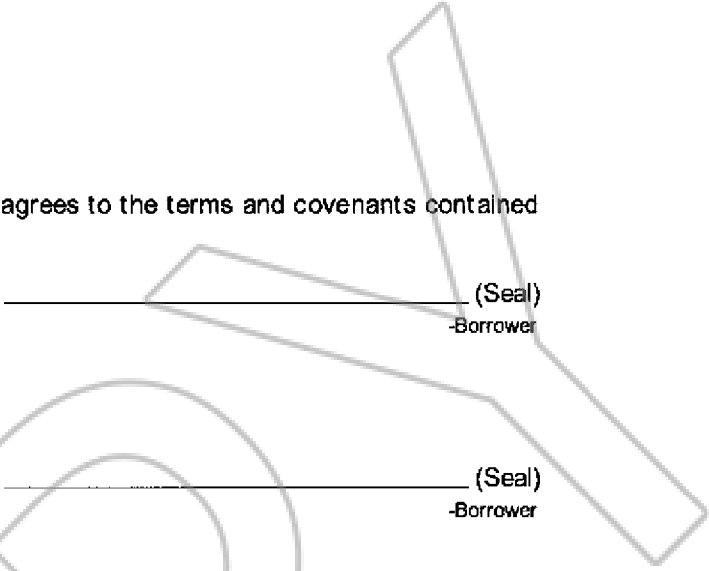 agrees to the terms and covenants contained
(Seal)
-Borrower
(Seal)
-Borrower